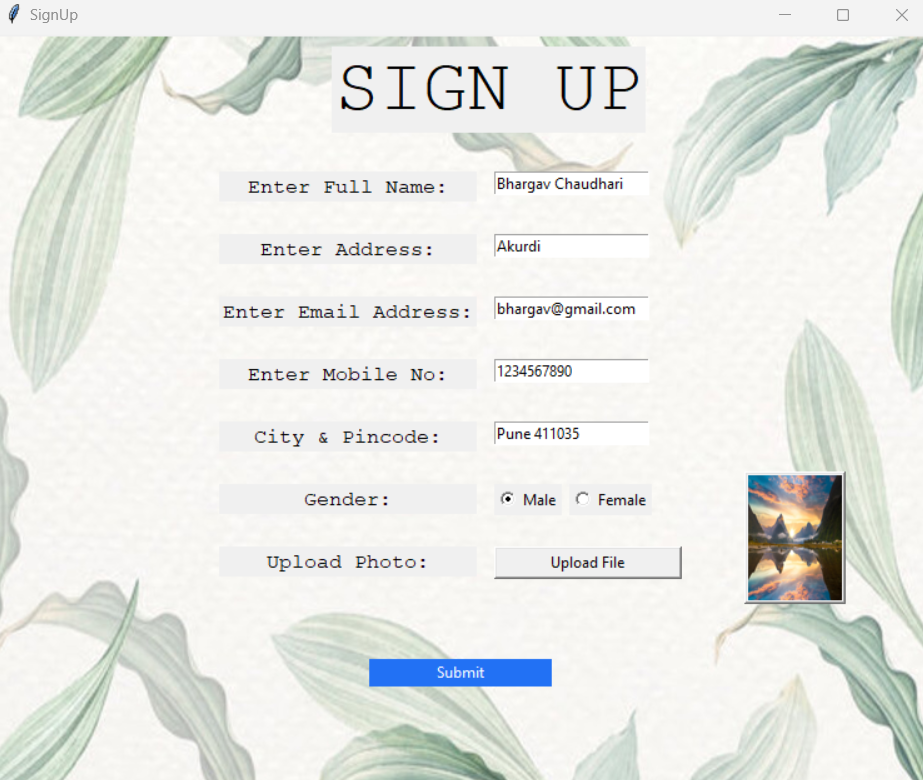 SignUp
SIGN UP
Enter Full Name: Bhargav Chaudhari
Enter Address: Akurdi
Enter Email Address: bhargav@gmail.com
Enter Mobile No: 1234567890
City & Pincode: Pune 411035
Gender: Male Female
Upload Photo: Upload File
Submit